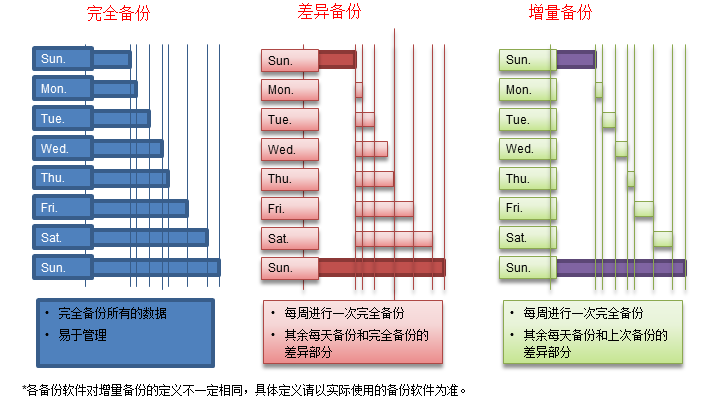 完全备份
差异备份
增量备份
Sun.
Mon.
Tue.
Wed.
Thu.
Fri.
Sat.
Sun.
Sun.
Mon.
Tue.
Wed.
Thu.
Fri.
Sat.
Sun.
Sun.
Mon.
Tue.
Wed.
Thu.
Fri.
Sat.
Sun.
• 完全备份所有的数据
• 易于管理
• 每周进行一次完全备份
• 其余每天备份和完全备份的
差异部分
• 每周进行一次完全备份
• 其余每天备份和上次备份的
差异部分
*各备份软件对增量备份的定义不一定相同，具体定义请以实际使用的备份软件为准。